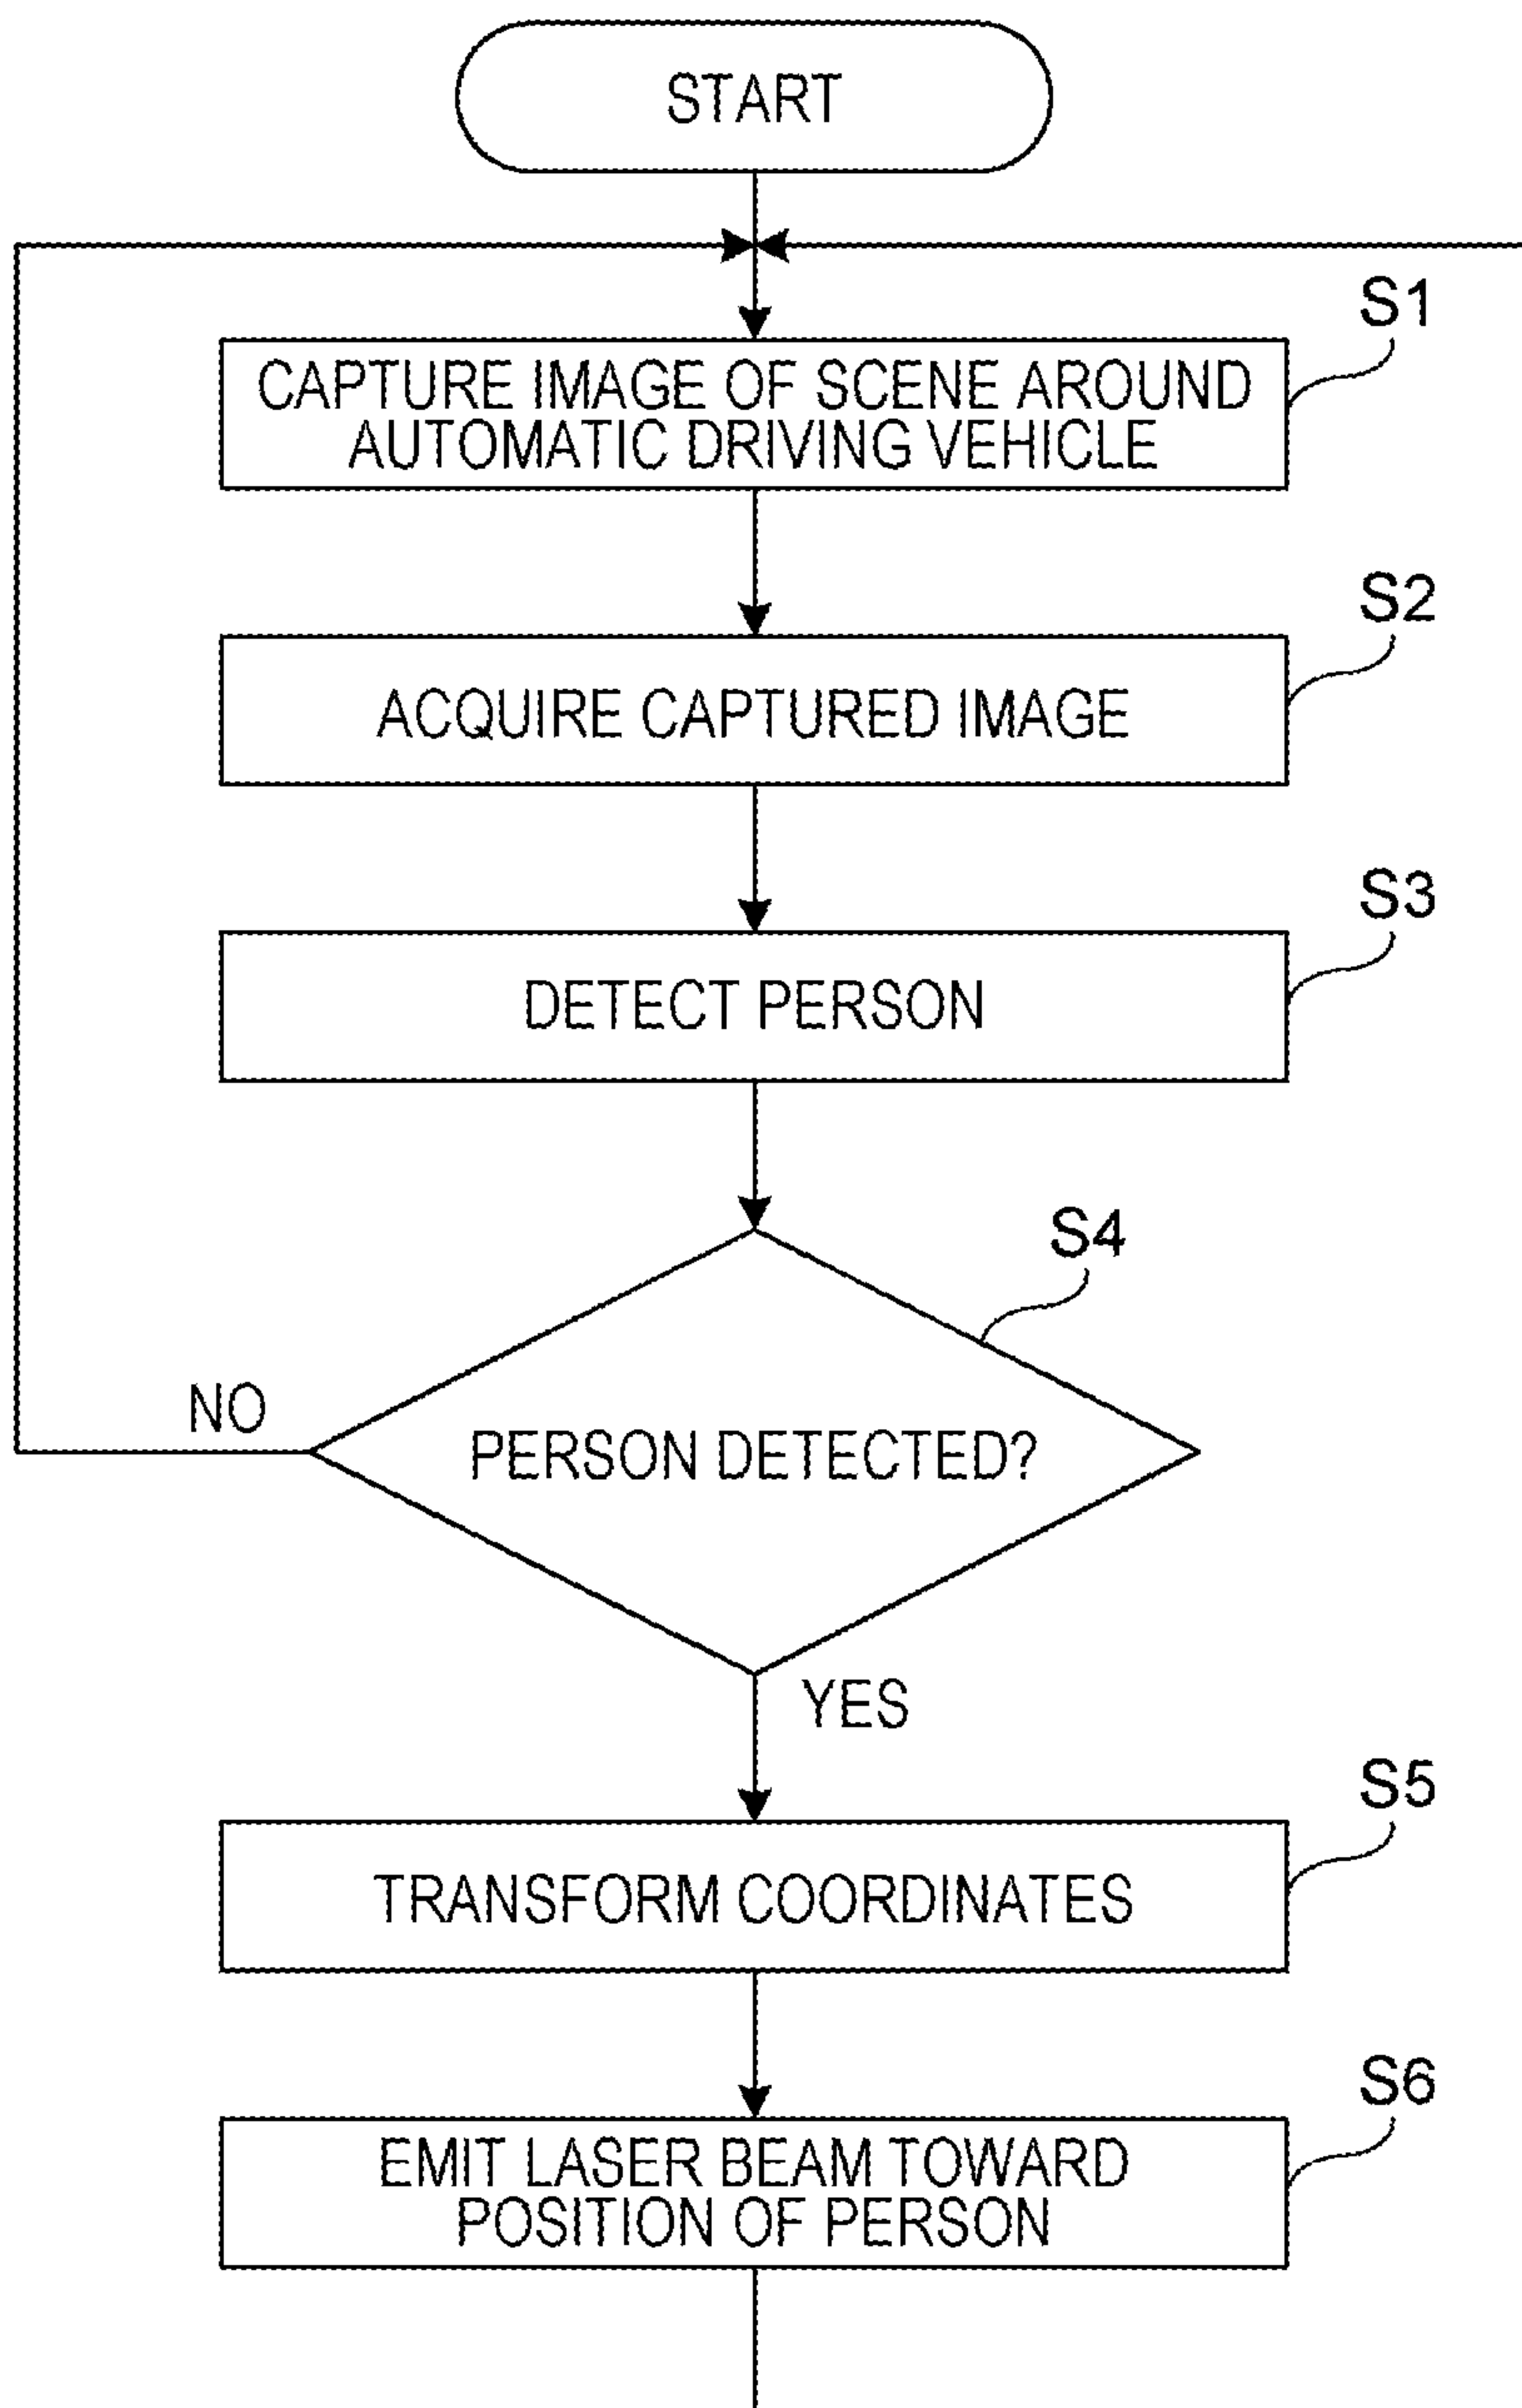 START
S1
CAPTURE IMAGE OF SCENE AROUND
AUTOMATIC DRIVING VEHICLE
S2
ACQUIRE CAPTURED IMAGE
S3
DETECT PERSON
S4
NO
PERSON DETECTED?
YES
S5
TRANSFORM COORDINATES
S6
EMIT LASER BEAM TOWARD
POSITION OF PERSON